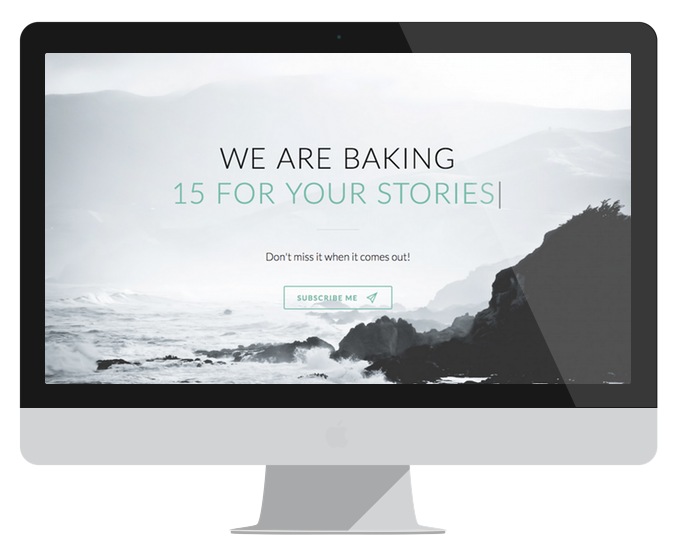 WE ARE BAKING
15 FOR YOUR STORIES|
Don't miss it when it comes out!
SUBSCRIBE ME